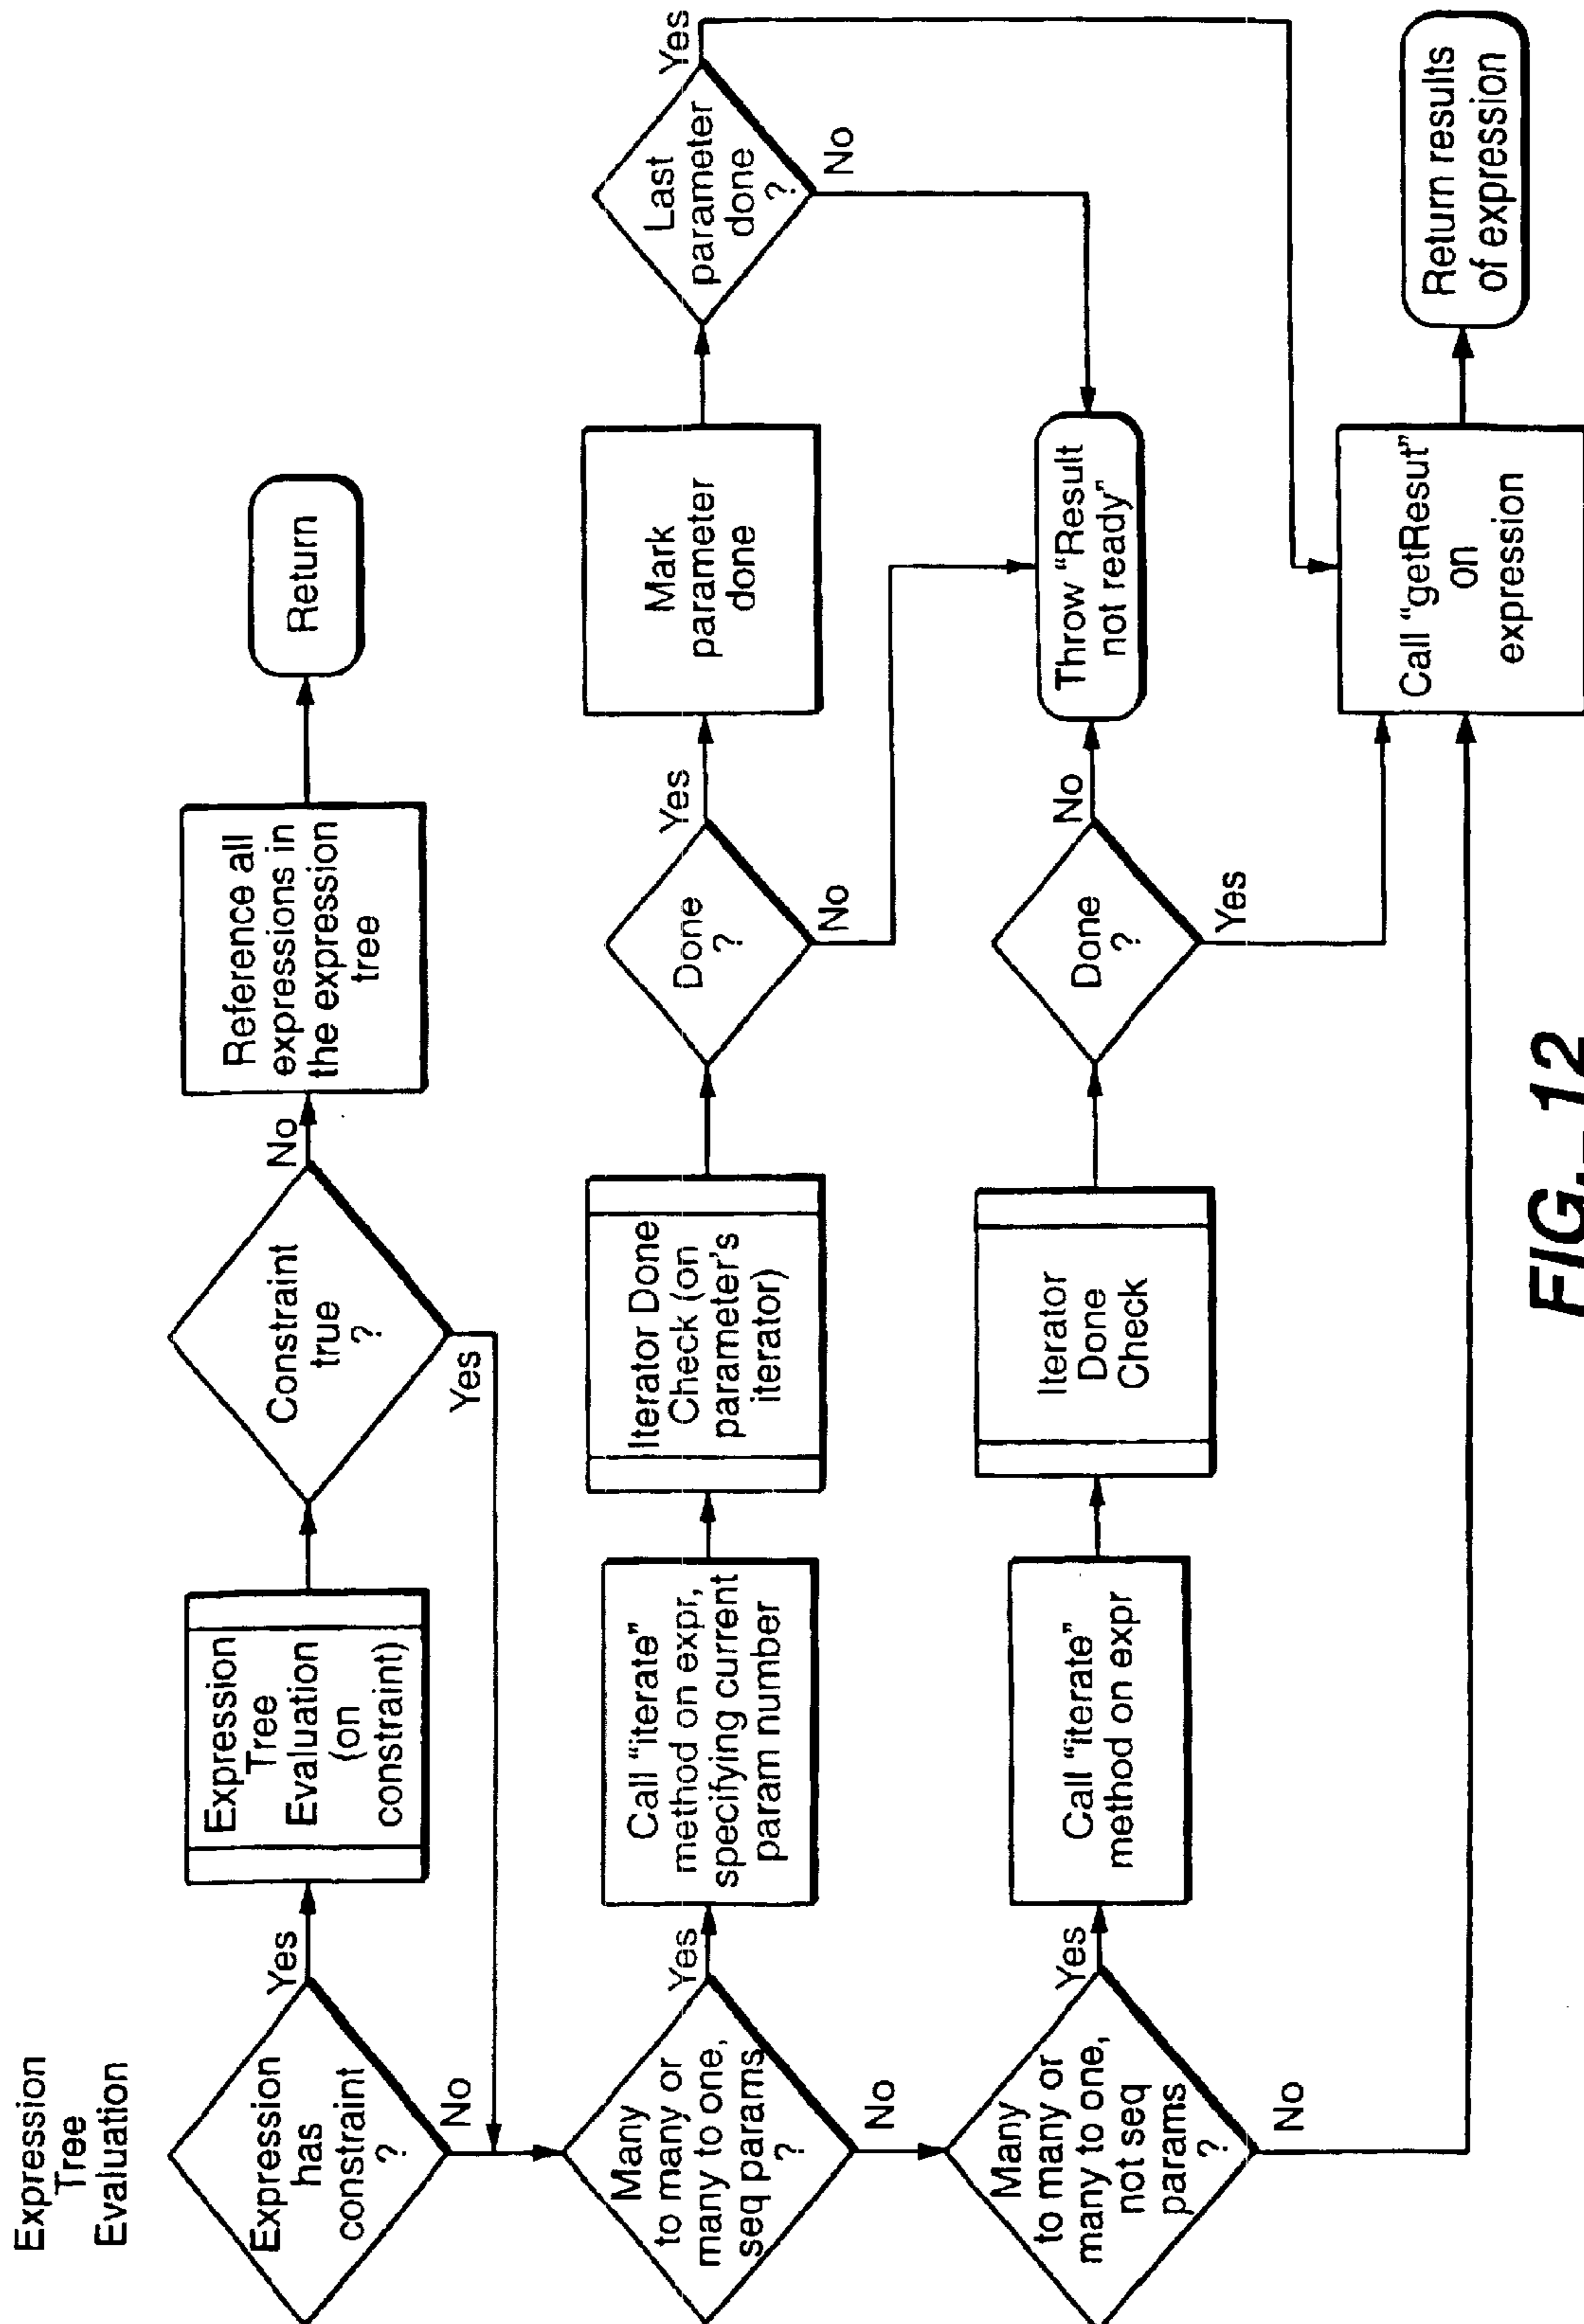 Expression
Tree
Evaluation
Expression
has
constraint
?
Yes
No
Expression
Tree
Evaluation
(on
constraint)
Constraint
true
?
No
Yes
Reference all
expressions in
the expression
tree
Return
Many
to many or
many to one,
seq params
?
Yes
No
Call "iterate"
method on expr,
specifying current
param number
Iterator Done
Check (on
parameter's
iterator)
Done
?
Yes
No
Mark
parameter
done
Last
parameter
done
?
Yes
No
Many
to many or
many to one,
not seq
params
?
Yes
No
Call "iterate"
method on expr
Iterator
Done
Check
Done
?
No
Yes
Throw "Result
not ready"
Call "getResut"
on
expression
Return results
of expression
FIG.-12